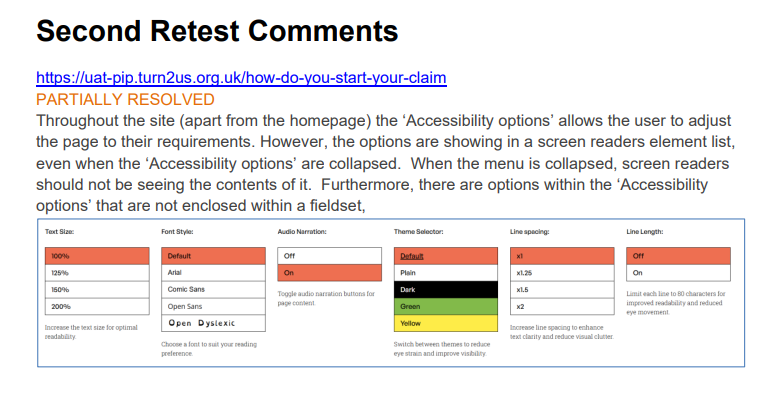 Second Retest Comments
https://uat-pip.turn2us.org.uk/how-do-you-start-your-claim
PARTIALLY RESOLVED
Throughout the site (apart from the homepage) the ‘Accessibility options’ allows the user to adjust
the page to their requirements. However, the options are showing in a screen readers element list,
even when the ‘Accessibility options’ are collapsed.  When the menu is collapsed, screen readers
should not be seeing the contents of it.  Furthermore, there are options within the ‘Accessibility
options’ that are not enclosed within a fieldset,
Text Size:
100%
125%
150%
200%
Increase the text size for optimal
readability.
Font Style:
Default
Arial
Comic Sans
Open Sans
Open Dyslexic
Choose a font to suit your reading
preference.
Audio Narration:
Off
On
Toggle audio narration buttons for
page content.
Theme Selector:
Default
Plain
Dark
Green
Yellow
Switch between themes to reduce
eye strain and improve visibility.
Line spacing:
x1
x1.25
x1.5
x2
Increase line spacing to enhance
text clarity and reduce visual clutter.
Line Length:
Off
On
Limit each line to 80 characters for
improved readability and reduced
eye movement.